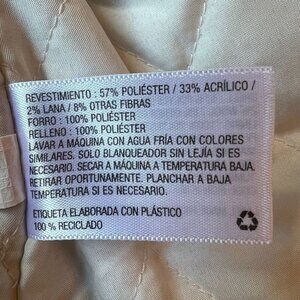 REVESTIMIENTO : 57% POLIÉSTER / 33% ACRÍLICO /
2% LANA / 8% OTRAS FIBRAS
FORRO : 100% POLIÉSTER
RELLENO : 100% POLIÉSTER
LAVAR A MÁQUINA CON AGUA FRÍA CON COLORES
SIMILARES. SOLO BLANQUEADOR SIN LEJÍA SI ES
NECESARIO. SECAR A MÁQUINA A TEMPERATURA BAJA.
RETIRAR OPORTUNAMENTE. PLANCHAR A BAJA
TEMPERATURA SI ES NECESARIO.
ETIQUETA ELABORADA CON PLÁSTICO
100 % RECICLADO